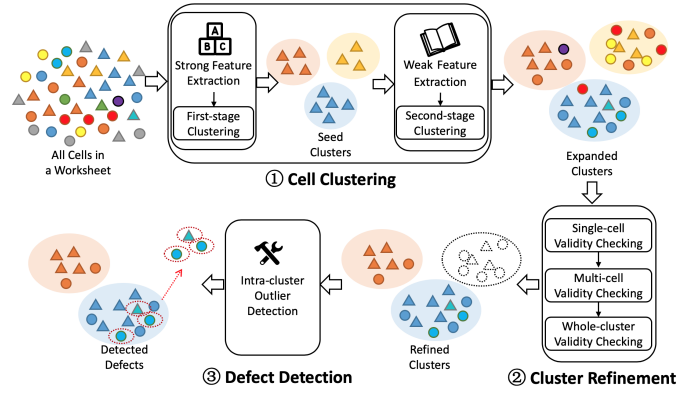 A
B C
Strong Feature
Extraction
First-stage
Clustering
Weak Feature
Extraction
Second-stage
Clustering
All Cells in
a Worksheet
Seed
Clusters
Expanded
Clusters
① Cell Clustering
Single-cell
Validity Checking
Multi-cell
Validity Checking
Whole-cluster
Validity Checking
② Cluster Refinement
Refined
Clusters
Intra-cluster
Outlier
Detection
③ Defect Detection
Detected
Defects